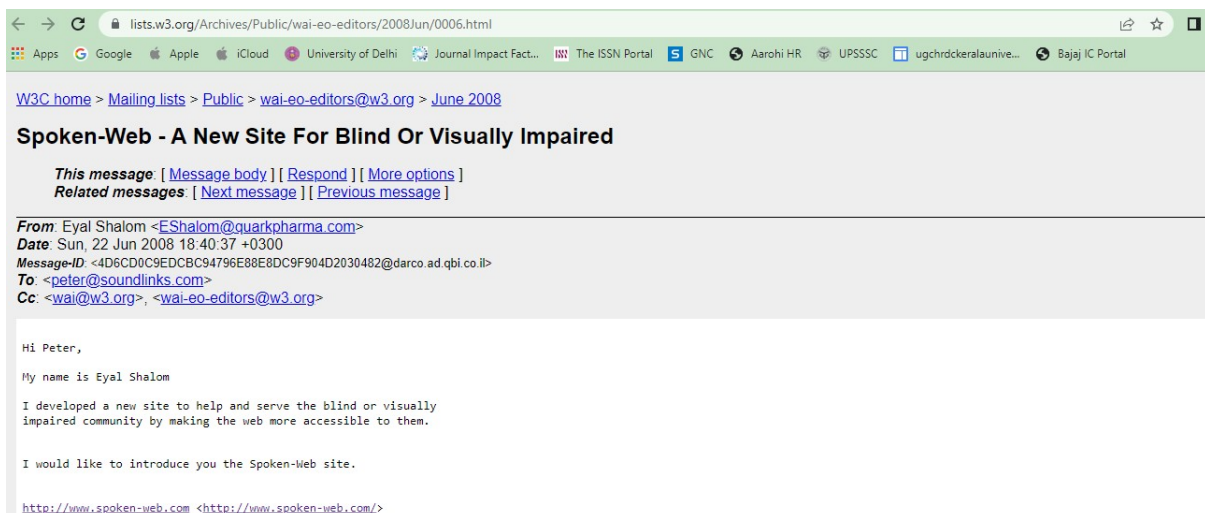 lists.w3.org/Archives/Public/wai-eo-editors/2008Jun/0006.html
Apps Google Apple iCloud University of Delhi Journal Impact Fact... The ISSN Portal GNC Aarohi HR UPSSSC ugchrdckeralaunive... Bajaj IC Portal
W3C home > Mailing lists > Public > wai-eo-editors@w3.org > June 2008
Spoken-Web - A New Site For Blind Or Visually Impaired
This message: [ Message body ] [ Respond ] [ More options ]
Related messages: [ Next message ] [ Previous message ]
From: Eyal Shalom <EShalom@quarkpharma.com>
Date: Sun, 22 Jun 2008 18:40:37 +0300
Message-ID: <4D6CD0C9EDCBC94796E88E8DC9F904D2030482@darco.ad.qbi.co.il>
To: <peter@soundlinks.com>
Cc: <wai@w3.org>, <wai-eo-editors@w3.org>
Hi Peter,
My name is Eyal Shalom
I developed a new site to help and serve the blind or visually
impaired community by making the web more accessible to them.
I would like to introduce you the Spoken-Web site.
http://www.spoken-web.com <http://www.spoken-web.com/>